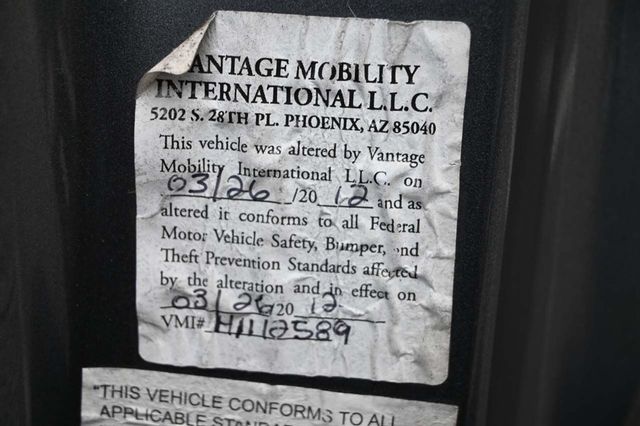 VANTAGE MOBILITY
INTERNATIONAL L.L.C.
5202 S. 28TH PL. PHOENIX, AZ 85040
This vehicle was altered by Vantage
Mobility International L.L.C. on
03/26/2012 and as
altered it conforms to all Federal
Motor Vehicle Safety, Bumper, and
Theft Prevention Standards affected
by the alteration and in effect on
03/26/2012
VMI# H1112589
"THIS VEHICLE CONFORMS TO ALL
APPLICABLE